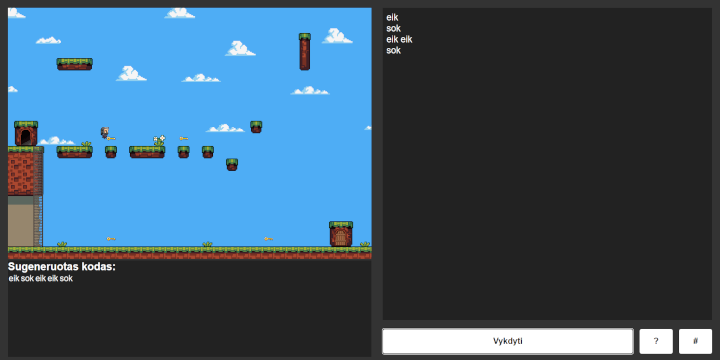 Sugeneruotas kodas:
eik sok eik eik sok
eik
sok
eik eik
sok
Vykdyti
?
#